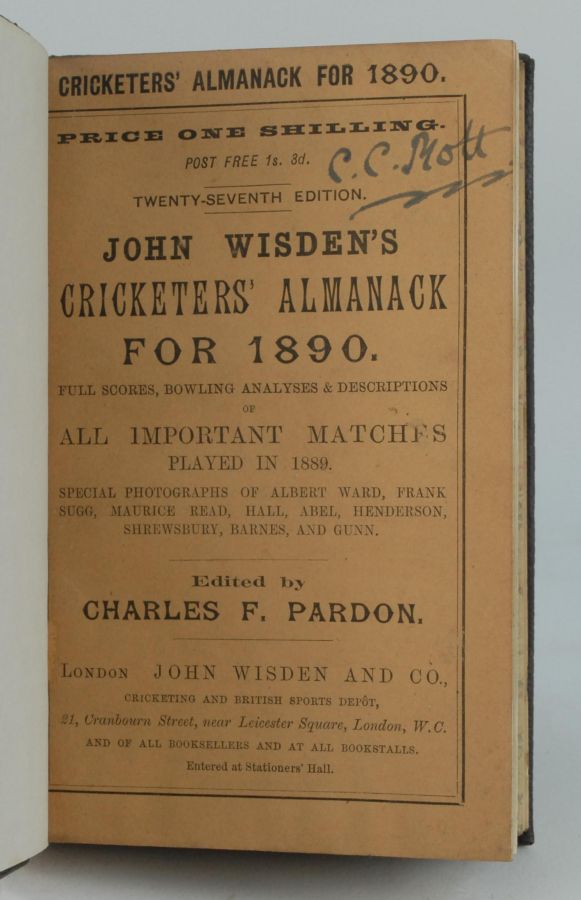 CRICKETERS' ALMANACK FOR 1890.
PRICE ONE SHILLING.
POST FREE 1s. 3d.
C. C. Mott
TWENTY-SEVENTH EDITION.
JOHN WISDEN'S
CRICKETERS' ALMANACK
FOR 1890.
FULL SCORES, BOWLING ANALYSES & DESCRIPTIONS
OF
ALL IMPORTANT MATCHES
PLAYED IN 1889.
SPECIAL PHOTOGRAPHS OF ALBERT WARD, FRANK
SUGG, MAURICE READ, HALL, ABEL, HENDERSON,
SHREWSBURY, BARNES, AND GUNN.
Edited by
CHARLES F. PARDON.
LONDON JOHN WISDEN AND CO.,
CRICKETING AND BRITISH SPORTS DEPÔT,
21, Cranbourn Street, near Leicester Square, London, W.C.
AND OF ALL BOOKSELLERS AND AT ALL BOOKSTALLS.
Entered at Stationers' Hall.